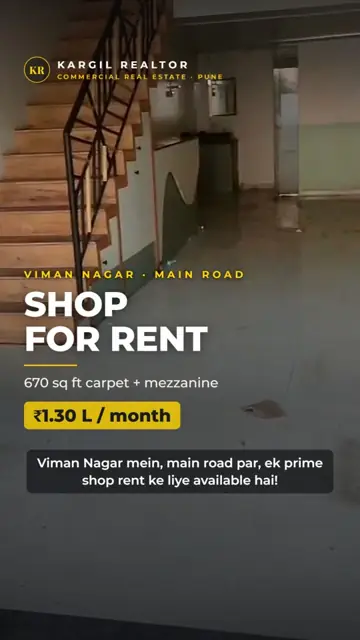 KR
KARGIL REALTOR
COMMERCIAL REAL ESTATE · PUNE
VIMAN NAGAR · MAIN ROAD
SHOP
FOR RENT
670 sq ft carpet + mezzanine
₹1.30 L / month
Viman Nagar mein, main road par, ek prime
shop rent ke liye available hai!